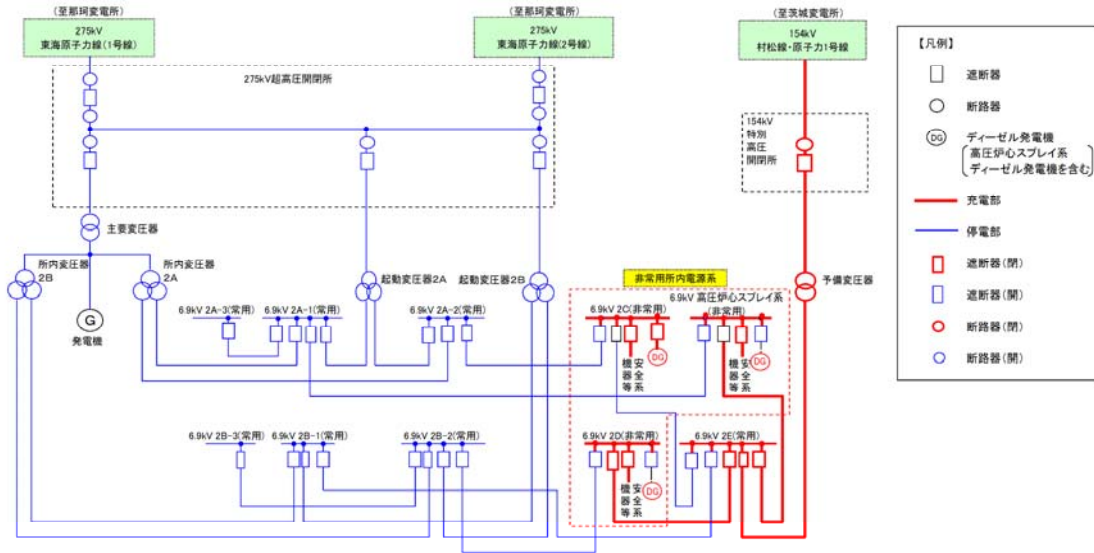 (至那珂変電所)
275kV
東海原子力線(1号線)
(至那珂変電所)
275kV
東海原子力線(2号線)
(至茨城変電所)
154kV
村松線・原子力1号線
275kV超高圧開閉所
154kV
特別
高圧
開閉所
主要変圧器
所内変圧器
2B
所内変圧器
2A
G
発電機
起動変圧器2A
起動変圧器2B
予備変圧器
非常用所内電源系
6.9kV 2A-3(常用)
6.9kV 2A-1(常用)
6.9kV 2A-2(常用)
6.9kV 2C(非常用)
6.9kV 高圧炉心スプレイ系
(非常用)
DG
安全系
機器等
DG
安全系
機器等
6.9kV 2B-3(常用)
6.9kV 2B-1(常用)
6.9kV 2B-2(常用)
6.9kV 2D(非常用)
6.9kV 2E(常用)
DG
安全系
機器等
【凡例】
遮断器
断路器
DG
ディーゼル発電機
高圧炉心スプレイ系
ディーゼル発電機を含む
充電部
停電部
遮断器(閉)
遮断器(開)
断路器(閉)
断路器(開)